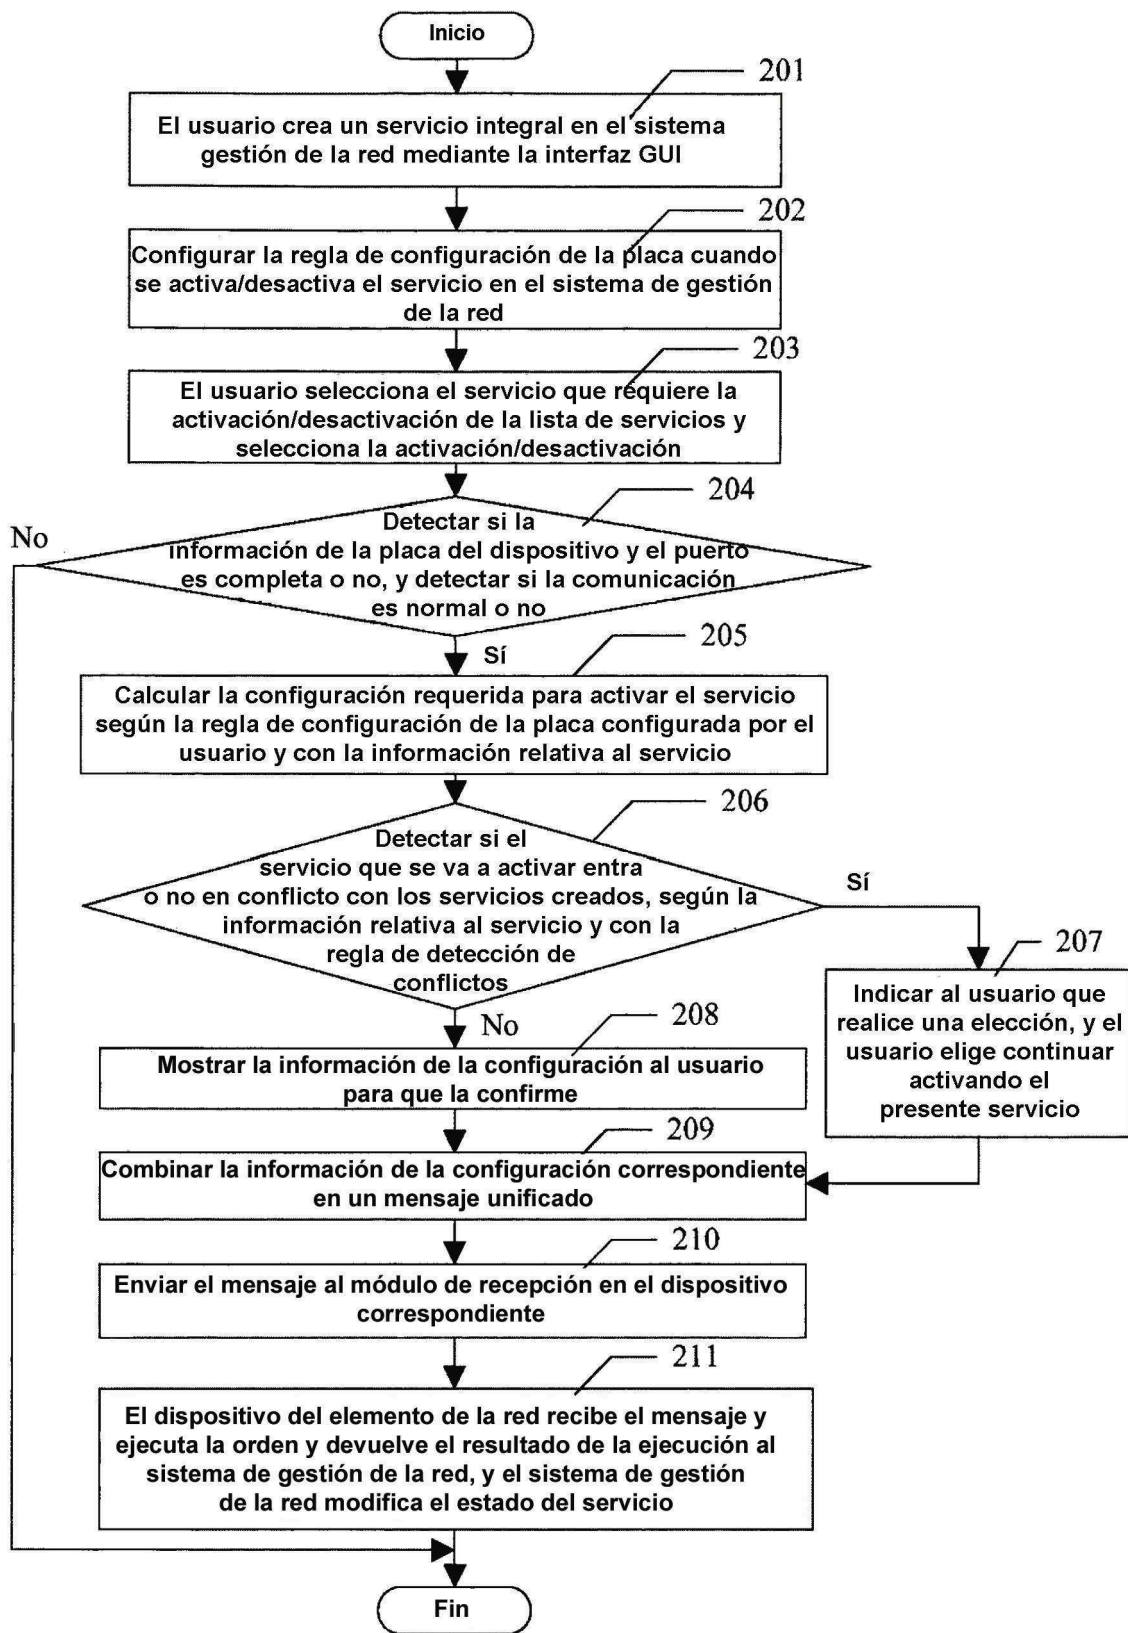 Inicio
201
El usuario crea un servicio integral en el sistema
gestión de la red mediante la interfaz GUI
202
Configurar la regla de configuración de la placa cuando
se activa/desactiva el servicio en el sistema de gestión
de la red
203
El usuario selecciona el servicio que requiere la
activación/desactivación de la lista de servicios y
selecciona la activación/desactivación
204
No
Detectar si la
información de la placa del dispositivo y el puerto
es completa o no, y detectar si la comunicación
es normal o no
205
Sí
Calcular la configuración requerida para activar el servicio
según la regla de configuración de la placa configurada por el
usuario y con la información relativa al servicio
206
Detectar si el
servicio que se va a activar entra
o no en conflicto con los servicios creados, según la
información relativa al servicio y con la
regla de detección de
conflictos
Sí
207
Indicar al usuario que
realice una elección, y el
usuario elige continuar
activando el
presente servicio
No
208
Mostrar la información de la configuración al usuario
para que la confirme
209
Combinar la información de la configuración correspondiente
en un mensaje unificado
210
Enviar el mensaje al módulo de recepción en el dispositivo
correspondiente
211
El dispositivo del elemento de la red recibe el mensaje y
ejecuta la orden y devuelve el resultado de la ejecución al
sistema de gestión de la red, y el sistema de gestión
de la red modifica el estado del servicio
Fin